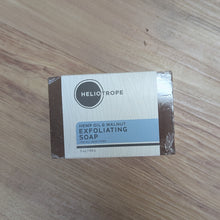 HELIOTROPE
HEMP OIL & WALNUT
EXFOLIATING
SOAP